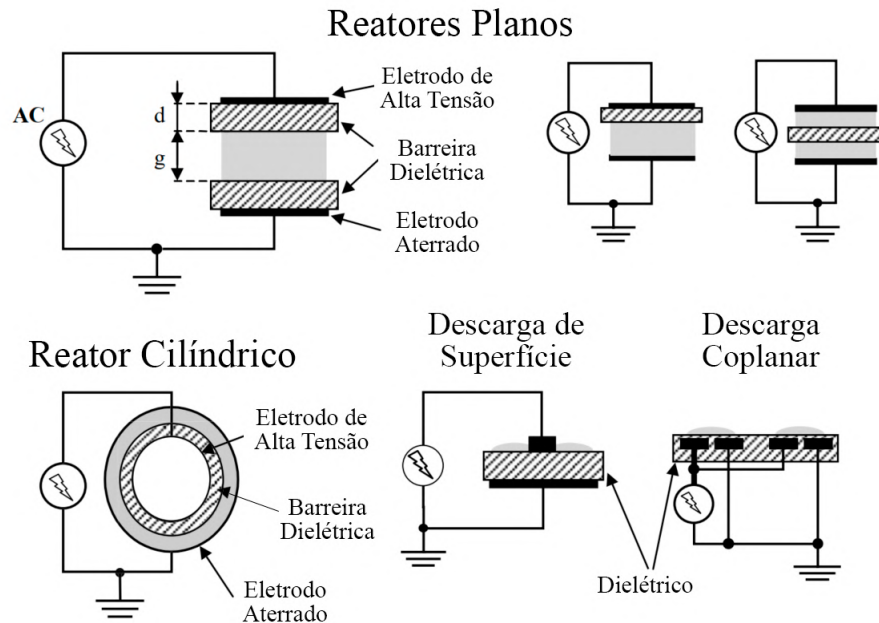 Reatores Planos
AC
d
g
Eletrodo de
Alta Tensão
Barreira
Dielétrica
Eletrodo
Aterrado
Reator Cilíndrico
Eletrodo de
Alta Tensão
Barreira
Dielétrica
Eletrodo
Aterrado
Descarga de
Superfície
Descarga
Coplanar
Dielétrico